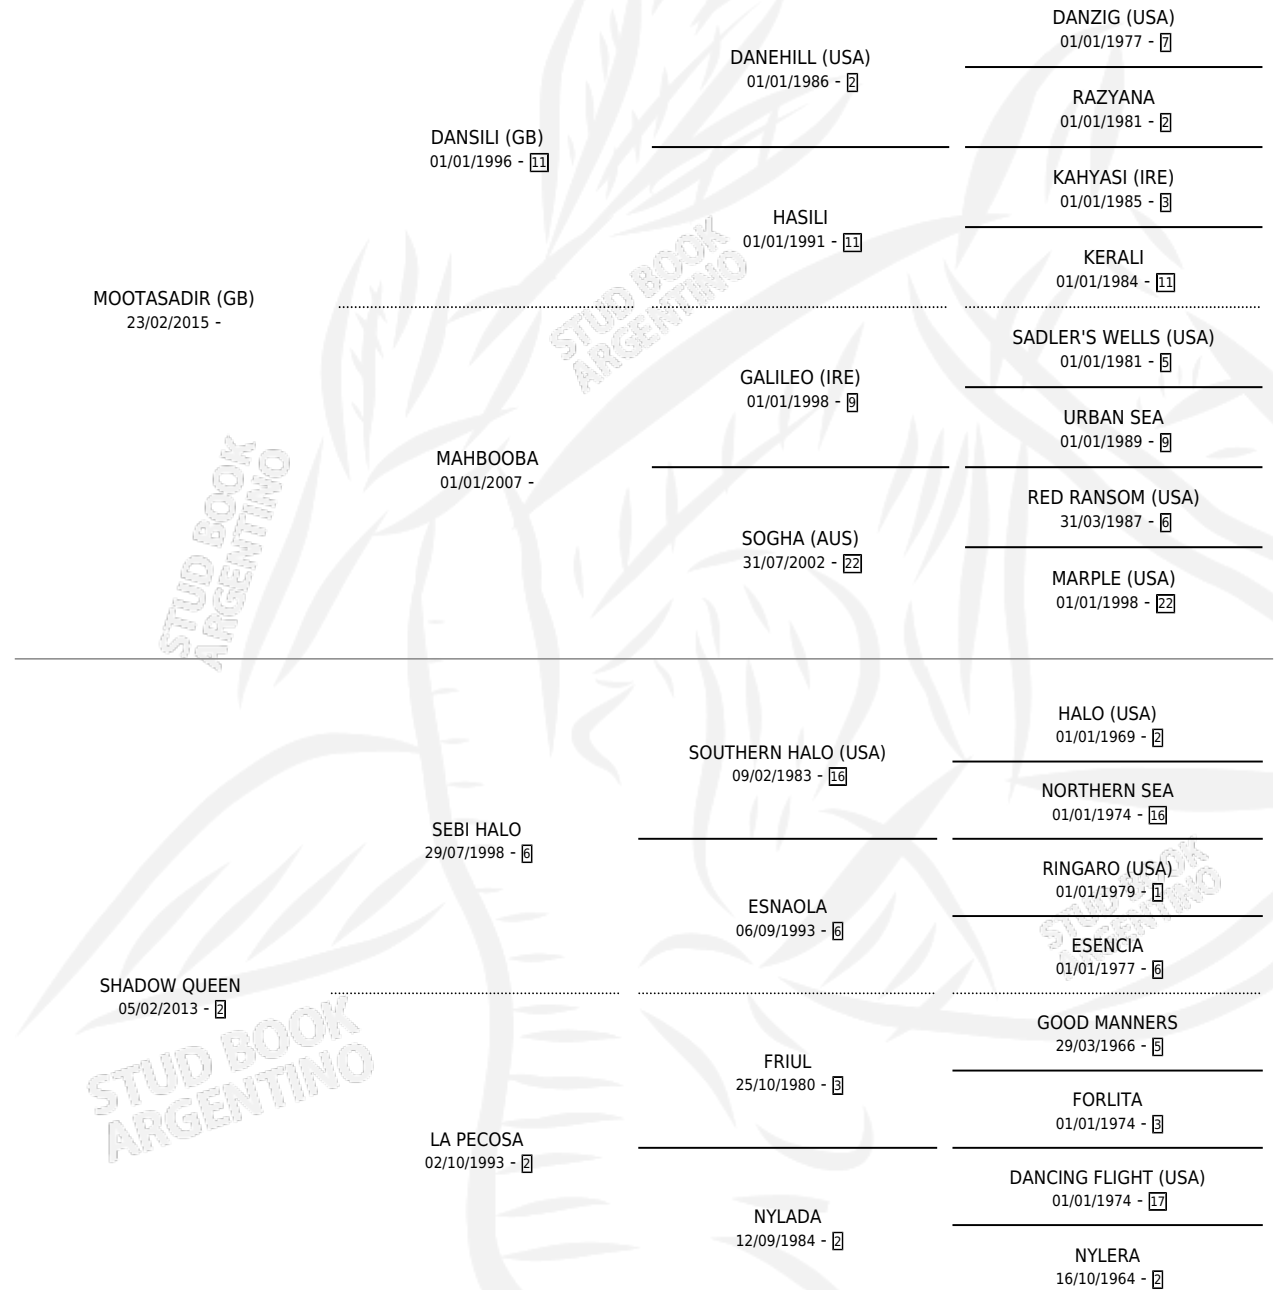 DANZIG (USA)
01/01/1977 - 7
DANEHILL (USA)
01/01/1986 - 2
RAZYANA
01/01/1981 - 2
DANSILI (GB)
01/01/1996 - 11
KAHYASI (IRE)
01/01/1985 - 3
HASILI
01/01/1991 - 11
KERALI
01/01/1984 - 11
MOOTASADIR (GB)
23/02/2015 -
SADLER'S WELLS (USA)
01/01/1981 - 5
GALILEO (IRE)
01/01/1998 - 9
URBAN SEA
01/01/1989 - 9
MAHBOOBA
01/01/2007 -
RED RANSOM (USA)
31/03/1987 - 6
SOGHA (AUS)
31/07/2002 - 22
MARPLE (USA)
01/01/1998 - 22
STUD BOOK
ARGENTINO
STUD BOOK
ARGENTINO
HALO (USA)
01/01/1969 - 2
SOUTHERN HALO (USA)
09/02/1983 - 16
NORTHERN SEA
01/01/1974 - 16
SEBI HALO
29/07/1998 - 6
RINGARO (USA)
01/01/1979 - 1
ESNAOLA
06/09/1993 - 6
ESENCIA
01/01/1977 - 6
SHADOW QUEEN
05/02/2013 - 2
GOOD MANNERS
29/03/1966 - 5
FRIUL
25/10/1980 - 3
FORLITA
01/01/1974 - 3
LA PECOSA
02/10/1993 - 2
DANCING FLIGHT (USA)
01/01/1974 - 17
NYLADA
12/09/1984 - 2
NYLERA
16/10/1964 - 2
STUD BOOK
ARGENTINO
STUD BOOK
ARGENTINO